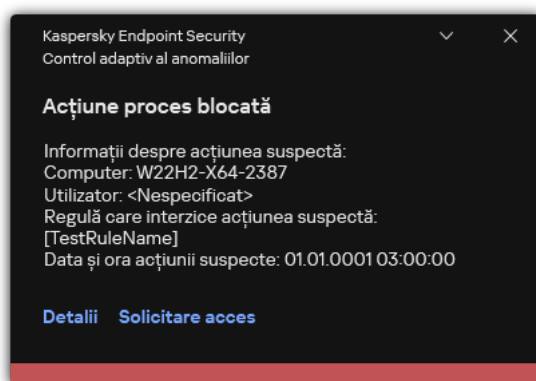 Kaspersky Endpoint Security
Control adaptiv al anomaliilor
Acțiune proces blocată
Informații despre acțiunea suspectă:
Computer: W22H2-X64-2387
Utilizator: <Nespecificat>
Regulă care interzice acțiunea suspectă:
[TestRuleName]
Data și ora acțiunii suspecte: 01.01.0001 03:00:00
Detalii Solicitare acces